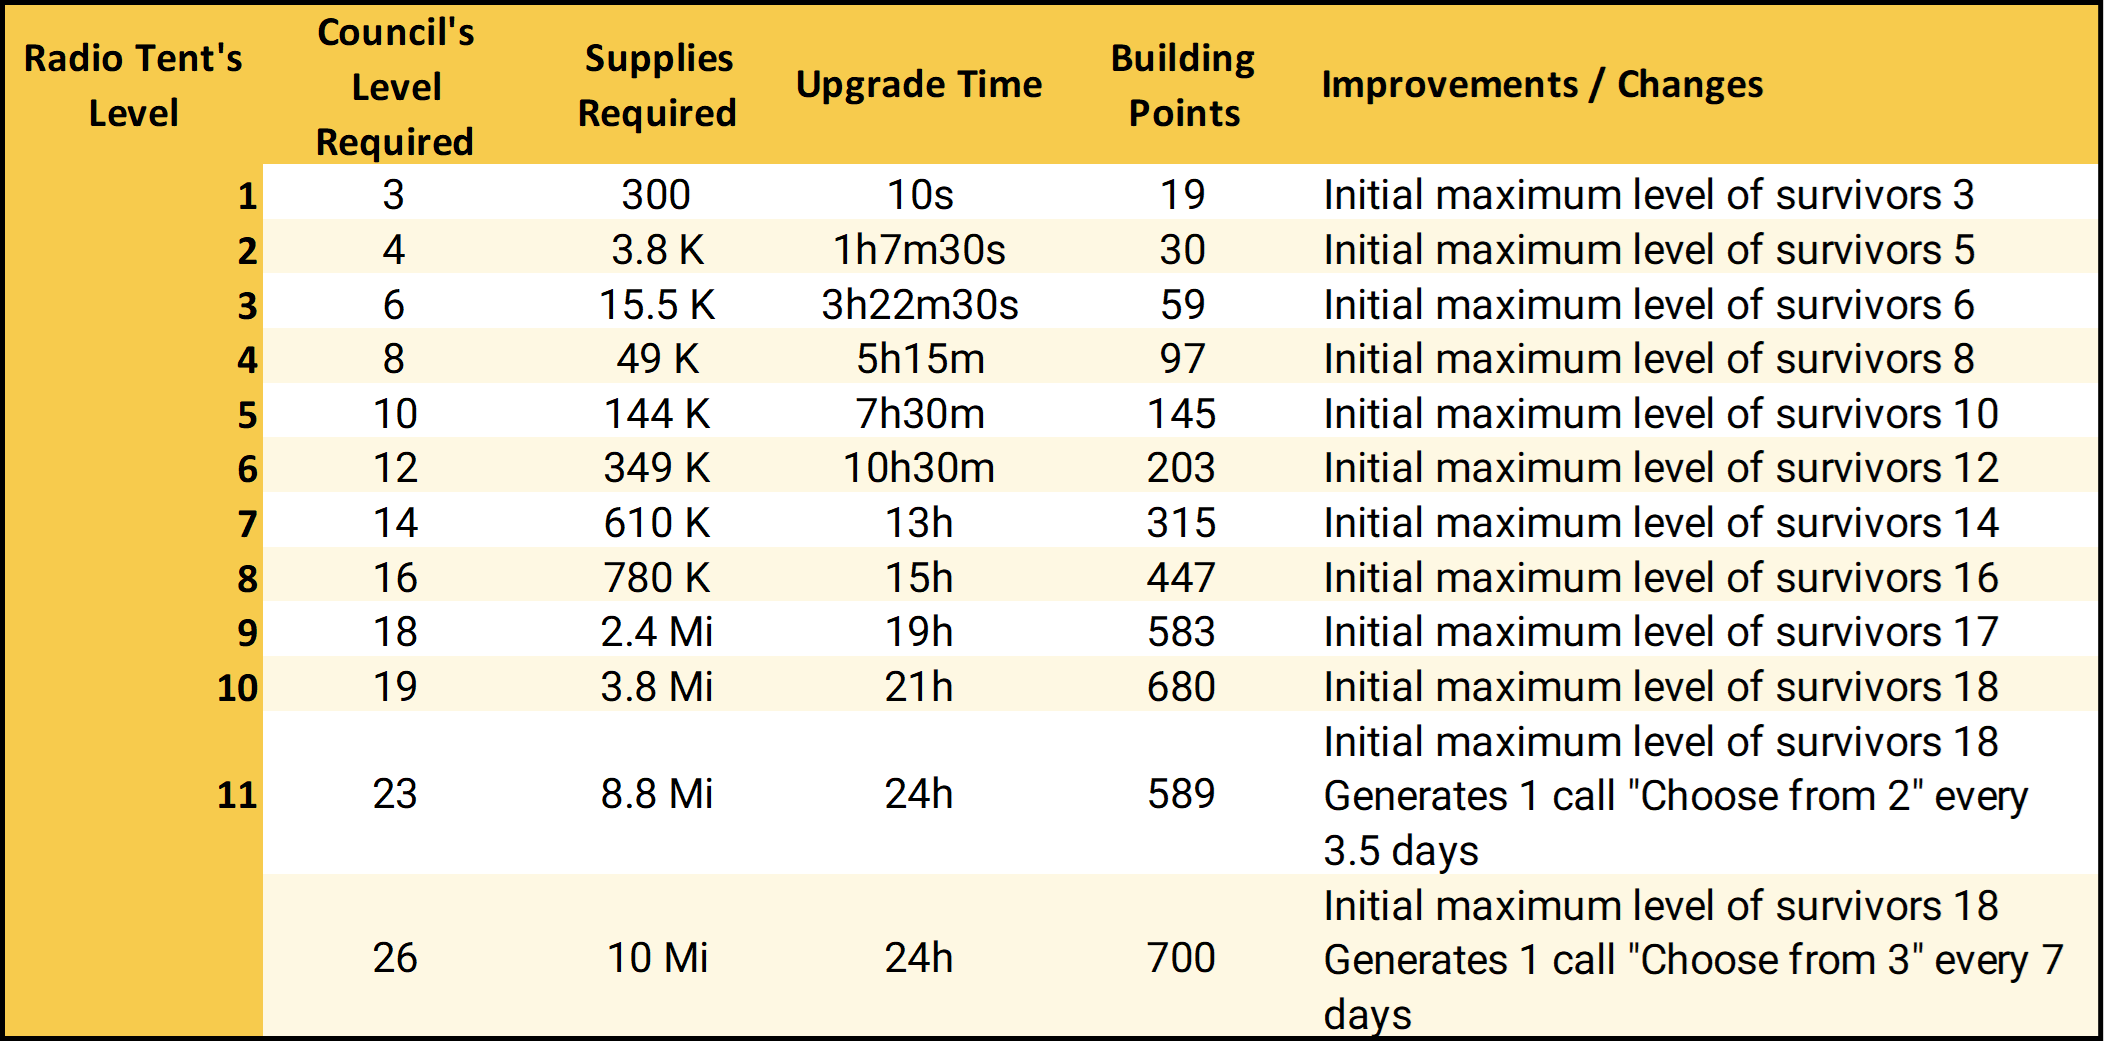 Radio Tent's Level | Council's Level Required | Supplies Required | Upgrade Time | Building Points | Improvements / Changes
1 3 300 10s 19 Initial maximum level of survivors 3
2 4 3.8 K 1h7m30s 30 Initial maximum level of survivors 5
3 6 15.5 K 3h22m30s 59 Initial maximum level of survivors 6
4 8 49 K 5h15m 97 Initial maximum level of survivors 8
5 10 144 K 7h30m 145 Initial maximum level of survivors 10
6 12 349 K 10h30m 203 Initial maximum level of survivors 12
7 14 610 K 13h 315 Initial maximum level of survivors 14
8 16 780 K 15h 447 Initial maximum level of survivors 16
9 18 2.4 Mi 19h 583 Initial maximum level of survivors 17
10 19 3.8 Mi 21h 680 Initial maximum level of survivors 18
11 23 8.8 Mi 24h 589 Initial maximum level of survivors 18
Generates 1 call "Choose from 2" every
3.5 days
26 10 Mi 24h 700 Initial maximum level of survivors 18
Generates 1 call "Choose from 3" every 7
days